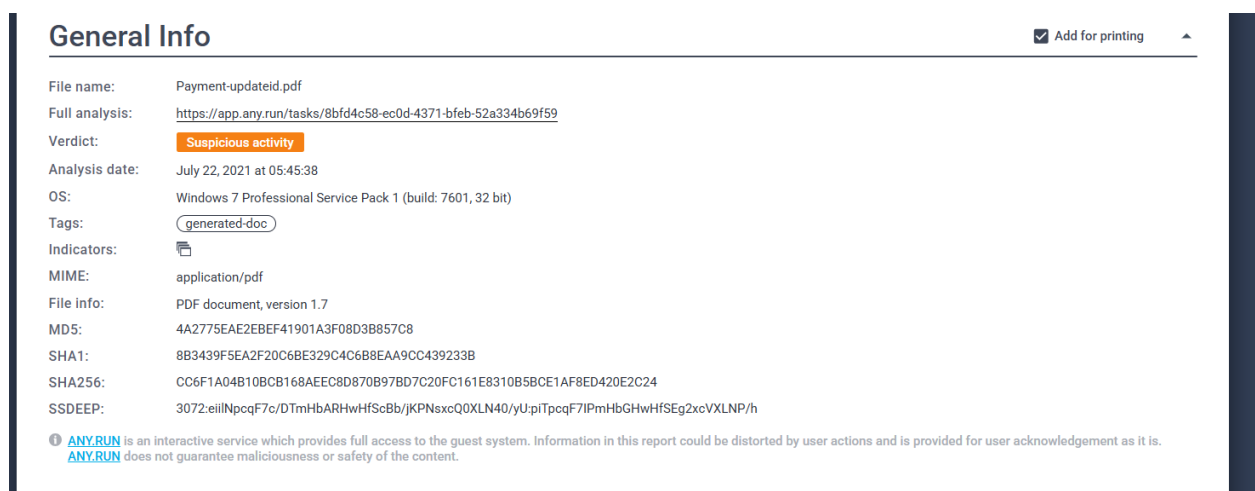 General Info
Add for printing
File name: Payment-updateid.pdf
Full analysis: https://app.any.run/tasks/8bfd4c58-ec0d-4371-bfeb-52a334b69f59
Verdict: Suspicious activity
Analysis date: July 22, 2021 at 05:45:38
OS: Windows 7 Professional Service Pack 1 (build: 7601, 32 bit)
Tags: generated-doc
Indicators:
MIME: application/pdf
File info: PDF document, version 1.7
MD5: 4A2775EAE2EBEF41901A3F08D3B857C8
SHA1: 8B3439F5EA2F20C6BE329C4C6B8EAA9CC439233B
SHA256: CC6F1A04B10BCB168AEEC8D870B97BD7C20FC161E8310B5BCE1AF8ED420E2C24
SSDEEP: 3072:eiilNpcqF7c/DTmHbARHwHfScBb/jKPNsxcQ0XLN40/yU:piTpcqF7IPmHbGHwHfSEg2xcVXLNP/h
ANY.RUN is an interactive service which provides full access to the guest system. Information in this report could be distorted by user actions and is provided for user acknowledgement as it is.
ANY.RUN does not guarantee maliciousness or safety of the content.